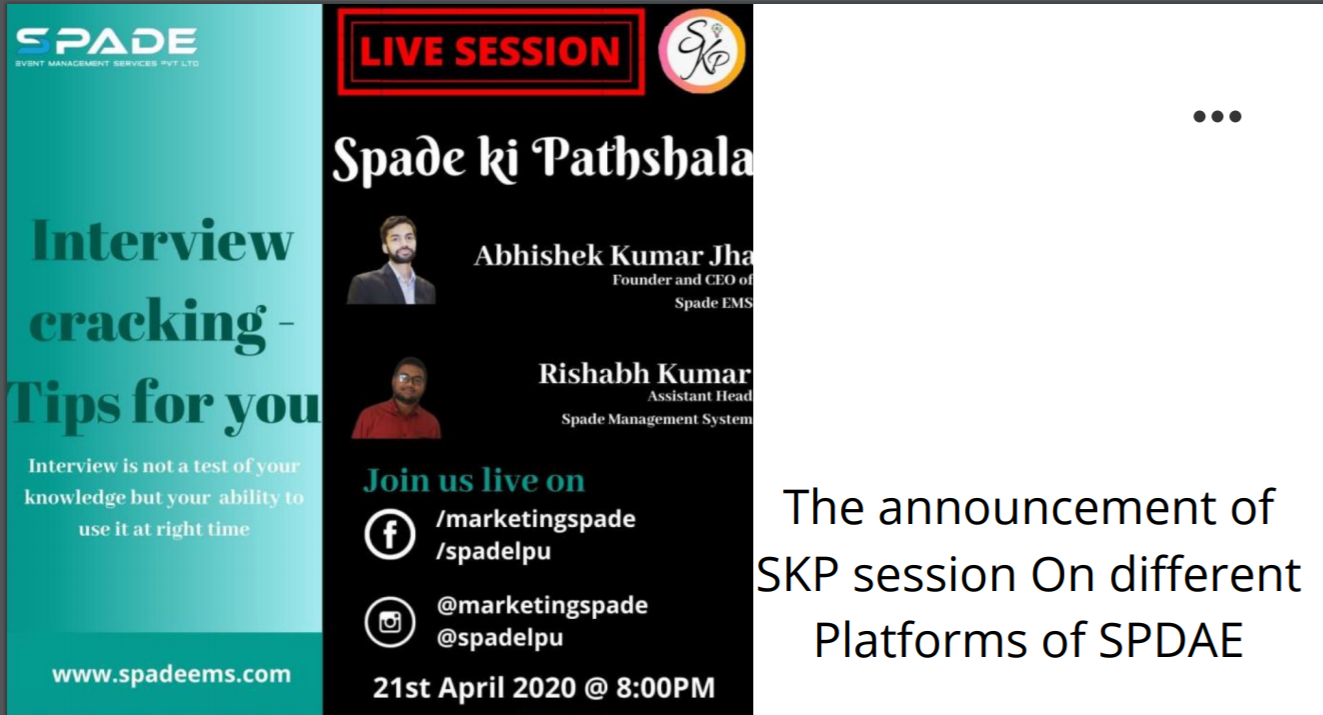 SPADE
EVENT MANAGEMENT SERVICES PVT LTD
Interview
cracking -
Tips for you
Interview is not a test of your
knowledge but your ability to
use it at right time
www.spadeems.com
LIVE SESSION
SKP
Spade ki Pathshala
Abhishek Kumar Jha
Founder and CEO of
Spade EMS
Rishabh Kumar
Assistant Head
Spade Management System
Join us live on
/marketingspade
/spadelpu
@marketingspade
@spadelpu
21st April 2020 @ 8:00PM
The announcement of
SKP session On different
Platforms of SPDAE